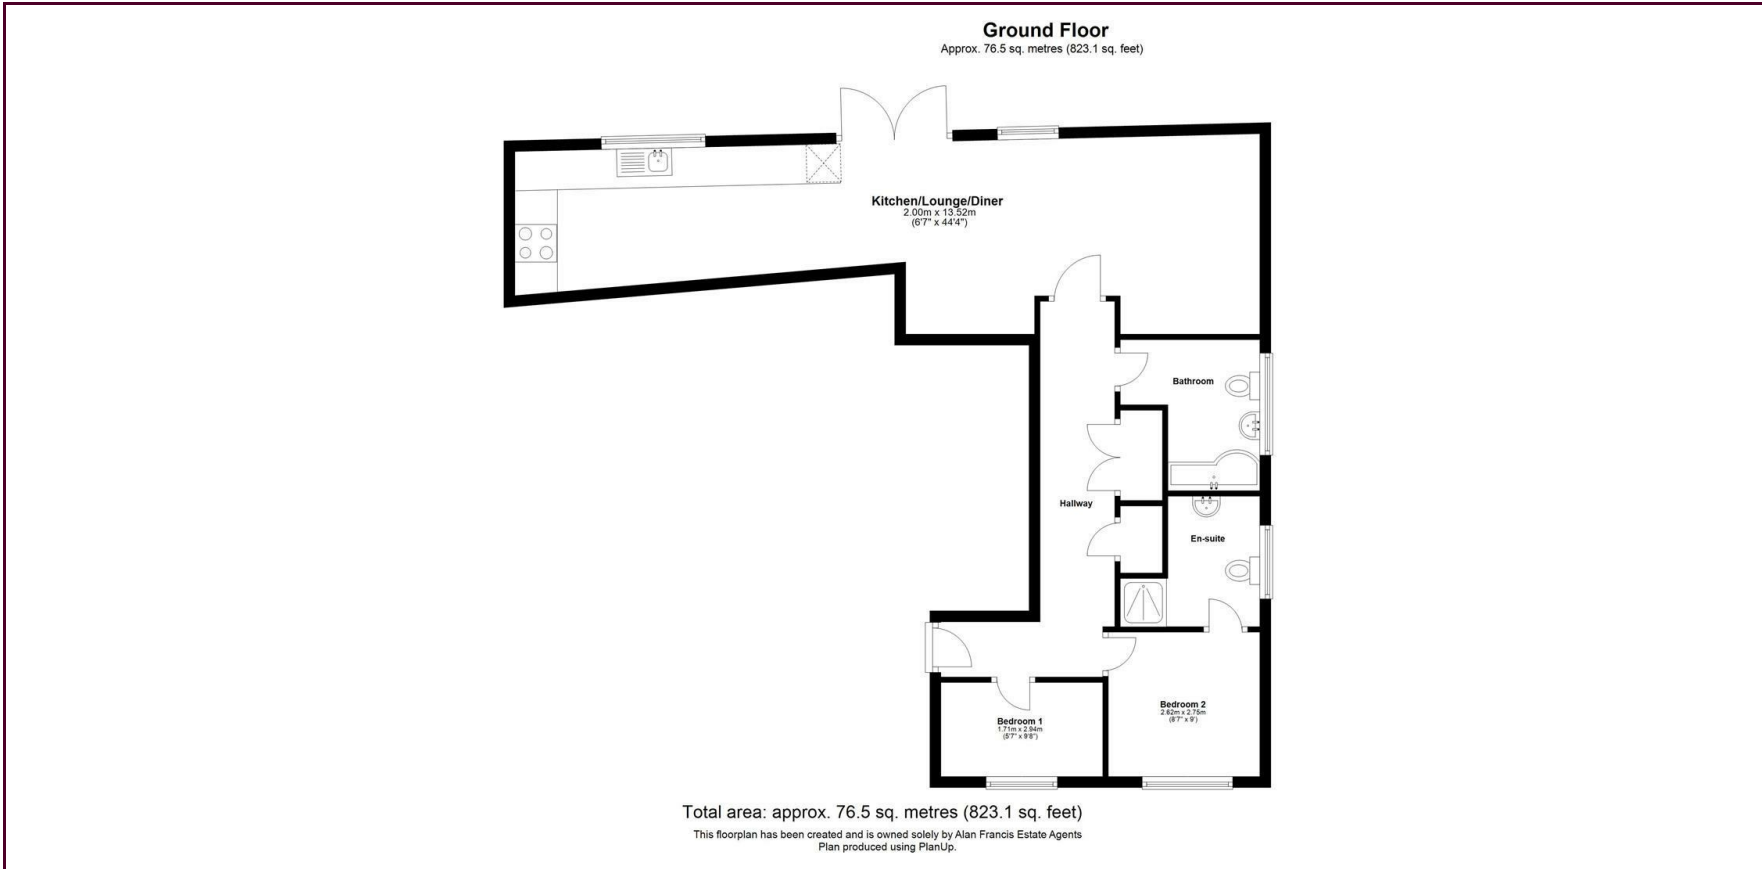 Ground Floor
Approx. 76.5 sq. metres (823.1 sq. feet)
Kitchen/Lounge/Diner
2.00m x 13.52m
(6'7" x 44'4")
Bathroom
Hallway
En-suite
Bedroom 2
2.62m x 2.75m
(8'7" x 9')
Bedroom 1
1.71m x 2.94m
(5'7" x 9'8")
Total area: approx. 76.5 sq. metres (823.1 sq. feet)
This floorplan has been created and is owned solely by Alan Francis Estate Agents
Plan produced using PlanUp.